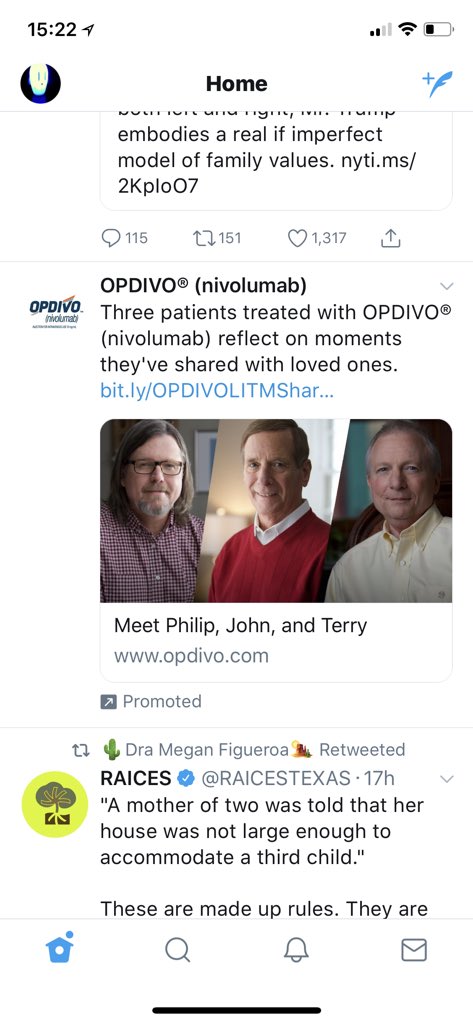 15:22
Home
both left and right, Mr. Trump
embodies a real if imperfect
model of family values. nyti.ms/
2KpIoO7
115 151 1,317
OPDIVO® (nivolumab)
OPDIVO
(nivolumab)
Three patients treated with OPDIVO®
(nivolumab) reflect on moments
they've shared with loved ones.
bit.ly/OPDIVOLITMShar...
Meet Philip, John, and Terry
www.opdivo.com
Promoted
Dra Megan Figueroa Retweeted
RAICES @RAICESTEXAS · 17h
"A mother of two was told that her
house was not large enough to
accommodate a third child."
These are made up rules. They are